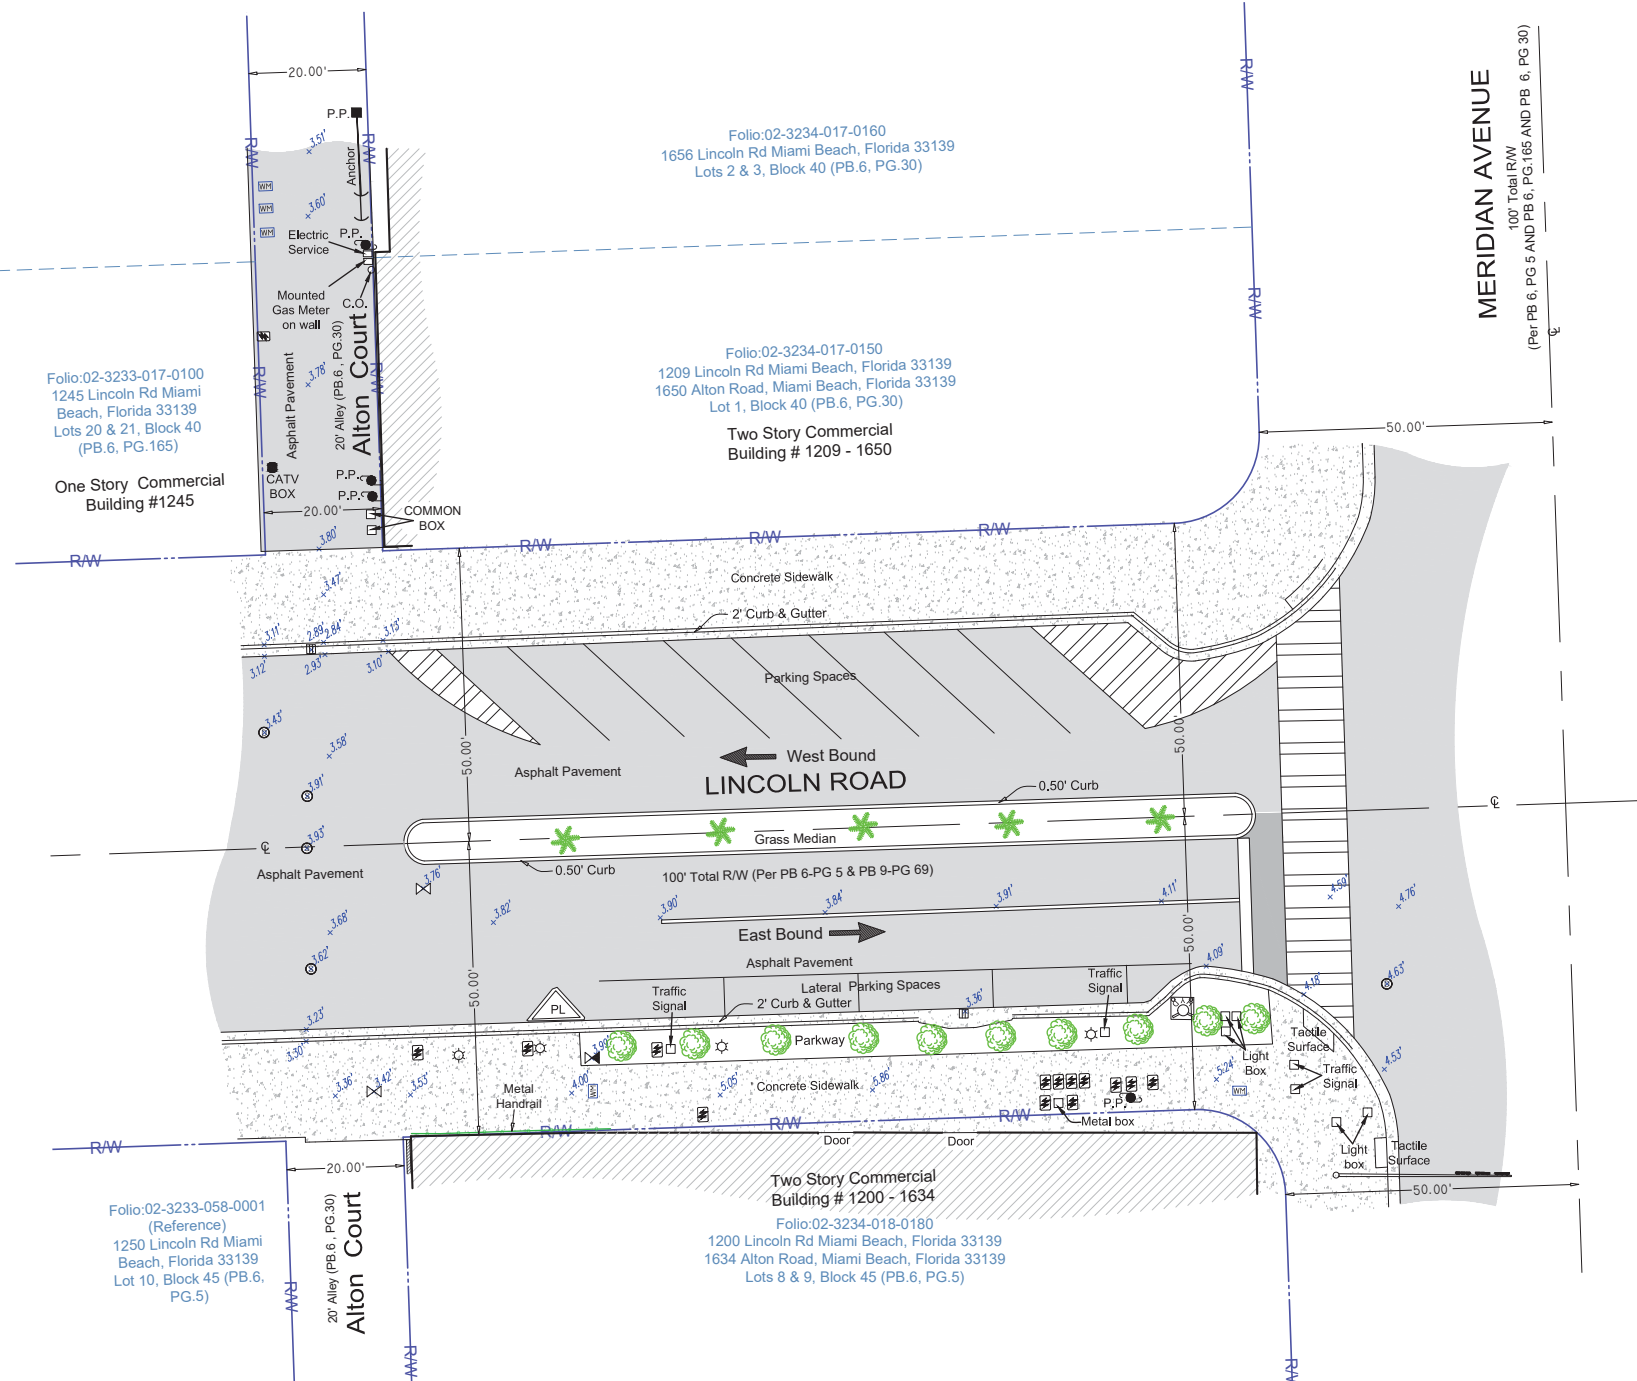 20.00'
P.P.
R/W
R/W
3.51'
Anchor
WM
WM
WM
3.60'
Electric
Service
P.P.
Mounted
Gas Meter
on wall
C.O.
20' Alley (PB.6 , PG.30)
Alton Court
Asphalt Pavement
3.78'
R/W
R/W
CATV
BOX
P.P.
P.P.
20.00'
COMMON
BOX
3.80'
Folio:02-3234-017-0160
1656 Lincoln Rd Miami Beach, Florida 33139
Lots 2 & 3, Block 40 (PB.6, PG.30)
R/W
R/W
MERIDIAN AVENUE
100' Total R/W
(Per PB 6, PG 5 AND PB 6, PG.165 AND PB 6, PG 30)
Folio:02-3233-017-0100
1245 Lincoln Rd Miami
Beach, Florida 33139
Lots 20 & 21, Block 40
(PB.6, PG.165)
One Story Commercial
Building #1245
Folio:02-3234-017-0150
1209 Lincoln Rd Miami Beach, Florida 33139
1650 Alton Road, Miami Beach, Florida 33139
Lot 1, Block 40 (PB.6, PG.30)
Two Story Commercial
Building # 1209 - 1650
50.00'
R/W
R/W
R/W
R/W
3.47'
Concrete Sidewalk
2' Curb & Gutter
3.11'
2.89'
2.84'
3.13'
3.12'
2.93'
3.10'
Parking Spaces
3.43'
3.58'
50.00'
50.00'
West Bound
LINCOLN ROAD
Asphalt Pavement
3.91'
0.50' Curb
3.93'
Grass Median
Asphalt Pavement
3.76'
0.50' Curb
100' Total R/W (Per PB 6-PG 5 & PB 9-PG 69)
3.68'
3.82'
3.90'
3.84'
3.91'
4.11'
4.59'
4.76'
East Bound
50.00'
50.00'
3.62'
Asphalt Pavement
4.09'
4.18'
4.63'
Traffic
Signal
Lateral Parking Spaces
Traffic
Signal
PL
2' Curb & Gutter
3.36'
3.23'
3.30'
3.99'
Parkway
Tactile
Surface
Light
Box
Traffic
Signal
4.53'
3.36'
3.42'
3.53'
Metal
Handrail
4.00'
WM
5.05'
Concrete Sidewalk
5.86'
5.24'
WM
P.P.
Metal box
R/W
R/W
R/W
R/W
Door
Door
Light
box
Tactile
Surface
20.00'
50.00'
Two Story Commercial
Building # 1200 - 1634
Folio:02-3234-018-0180
1200 Lincoln Rd Miami Beach, Florida 33139
1634 Alton Road, Miami Beach, Florida 33139
Lots 8 & 9, Block 45 (PB.6, PG.5)
Folio:02-3233-058-0001
(Reference)
1250 Lincoln Rd Miami
Beach, Florida 33139
Lot 10, Block 45 (PB.6,
PG.5)
20' Alley (PB.6 , PG.30)
Alton Court
R/W
R/W
R/W